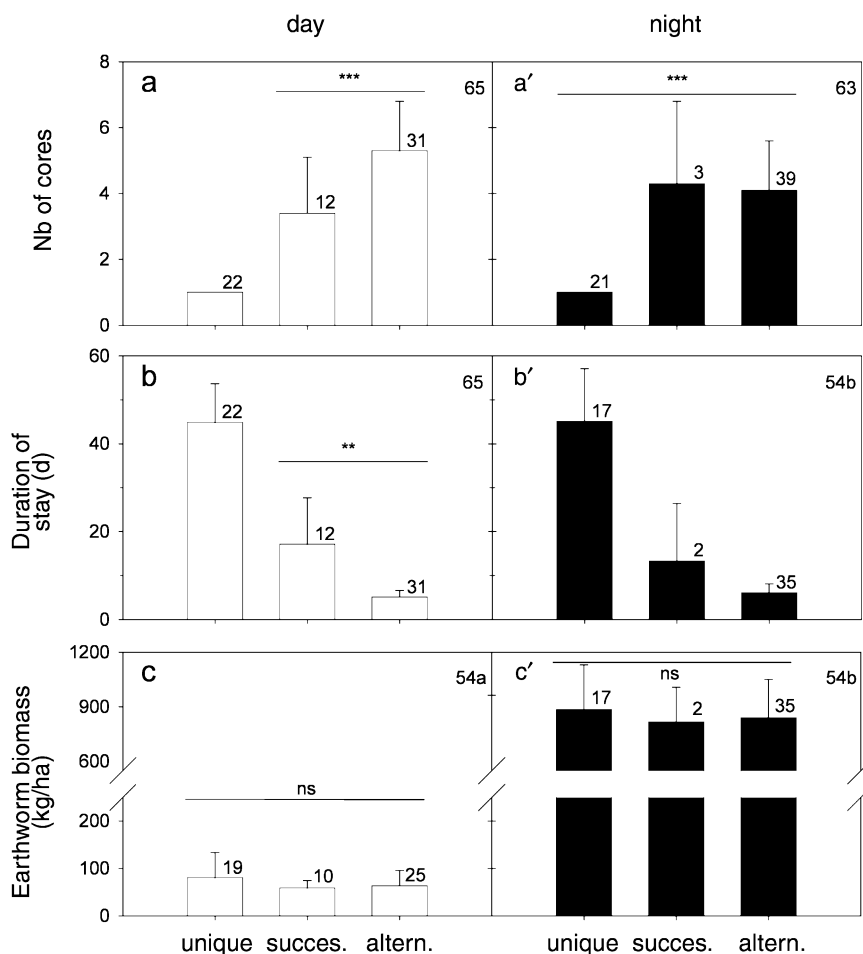 day night
8 a *** 65 a′ *** 63
6
31
4 12 3 39
2
22 21
0
Nb of cores
60 b 65 b′ 54b
22 17
40
**
20
12 2
31 35
0
Duration of
stay (d)
1200 c 54a c′ ns 54b
900 17 2 35
600
ns
200
100 19 10 25
0
Earthworm biomass
(kg/ha)
unique succes. altern. unique succes. altern.